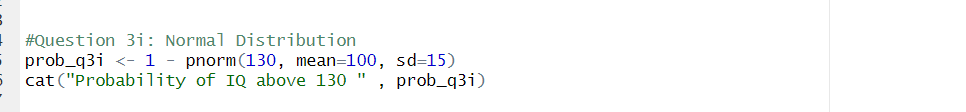 #Question 3i: Normal Distribution
prob_q3i <- 1 - pnorm(130, mean=100, sd=15)
cat("Probability of IQ above 130 " , prob_q3i)